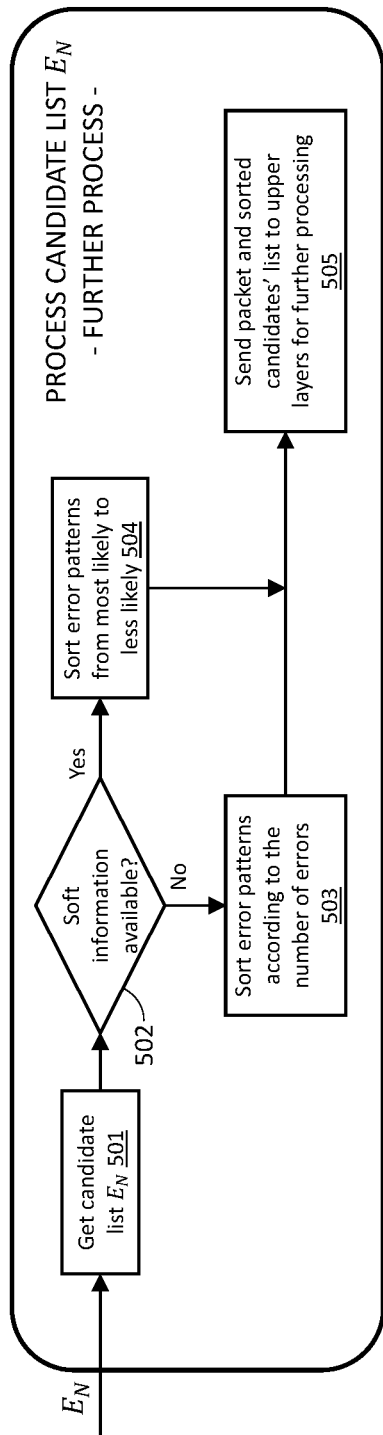 PROCESS CANDIDATE LIST E_N
- FURTHER PROCESS -
E_N
Get candidate
list E_N 501
Soft
information
available?
502
Yes
No
Sort error patterns
from most likely to
less likely 504
Sort error patterns
according to the
number of errors
503
Send packet and sorted
candidates' list to upper
layers for further processing
505